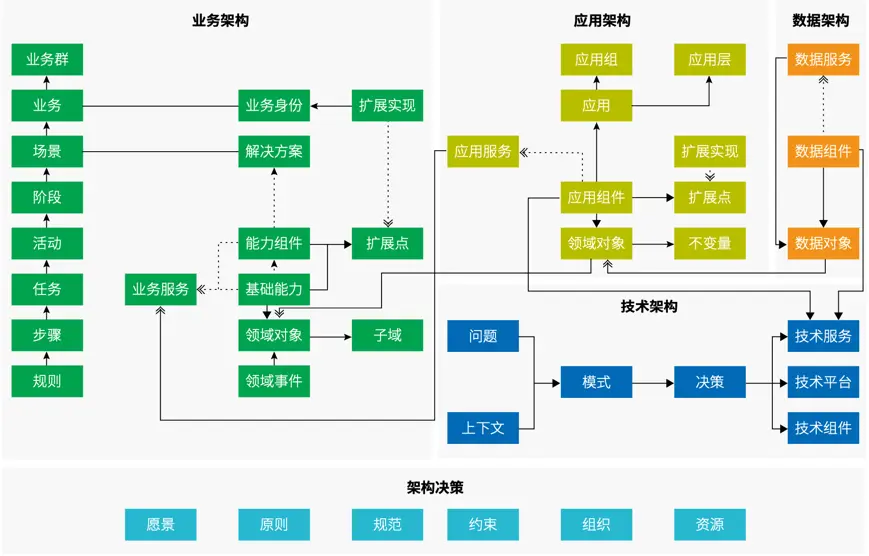 业务架构
业务群
业务
业务身份
扩展实现
场景
解决方案
阶段
活动
能力组件
扩展点
任务
业务服务
基础能力
步骤
领域对象
子域
规则
领域事件
应用架构
应用组
应用层
应用
应用服务
扩展实现
应用组件
扩展点
领域对象
不变量
数据架构
数据服务
数据组件
数据对象
技术架构
问题
技术服务
模式
决策
技术平台
上下文
技术组件
架构决策
愿景
原则
规范
约束
组织
资源